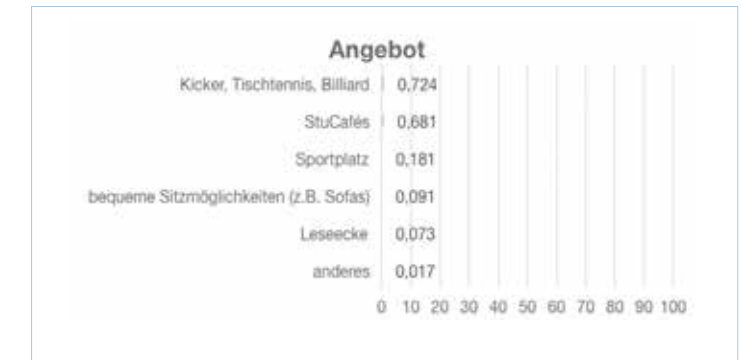 Angebot
Kicker, Tischtennis, Billiard 0,724
StuCafés 0,681
Sportplatz 0,181
bequeme Sitzmöglichkeiten (z.B. Sofas) 0,091
Leseecke 0,073
anderes 0,017
0 10 20 30 40 50 60 70 80 90 100